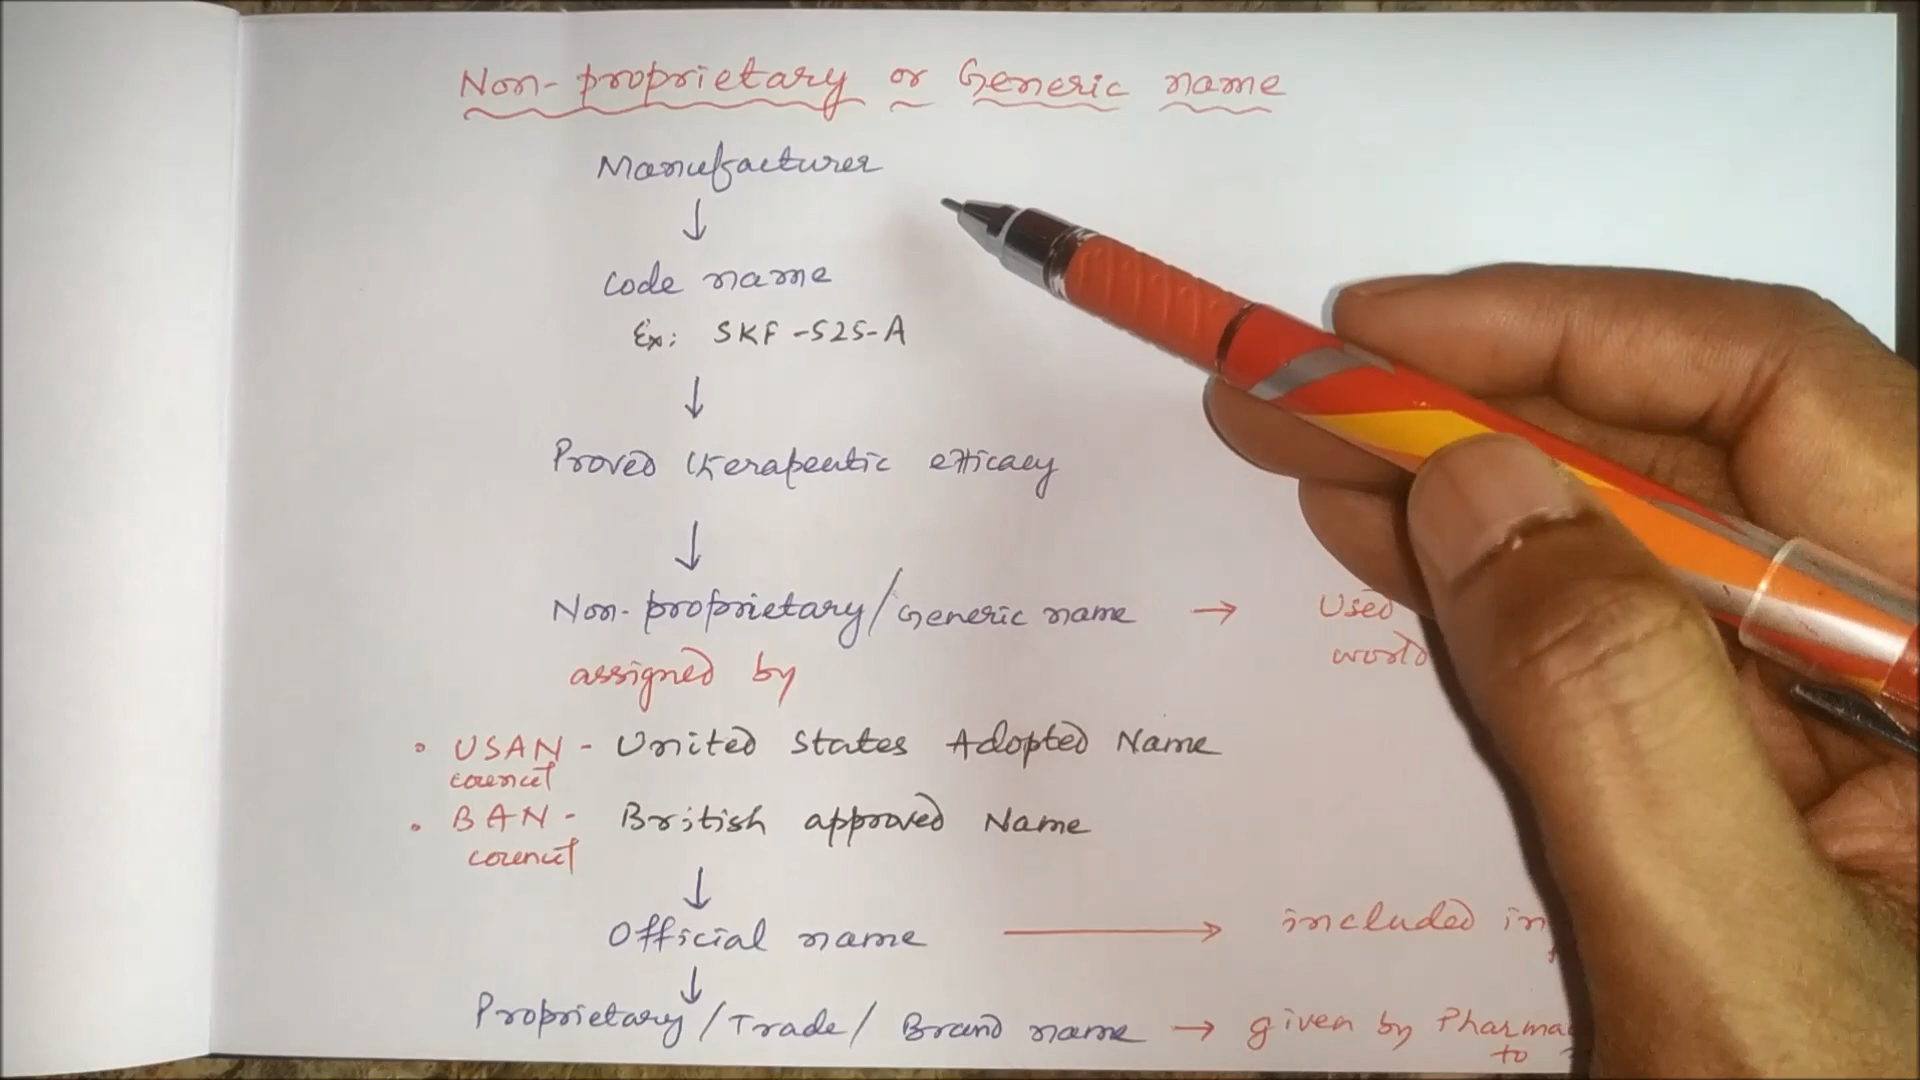 Non-proprietary or Generic name
Manufacturer
↓
Code name
Ex: SKF-525-A
↓
Proved therapeutic efficacy
↓
Non-proprietary/Generic name → Used
assigned by world
• USAN - United States Adopted Name
council
• BAN - British approved Name
council
↓
Official name → included in
↓
Proprietary/Trade/Brand name → given by Pharma
to